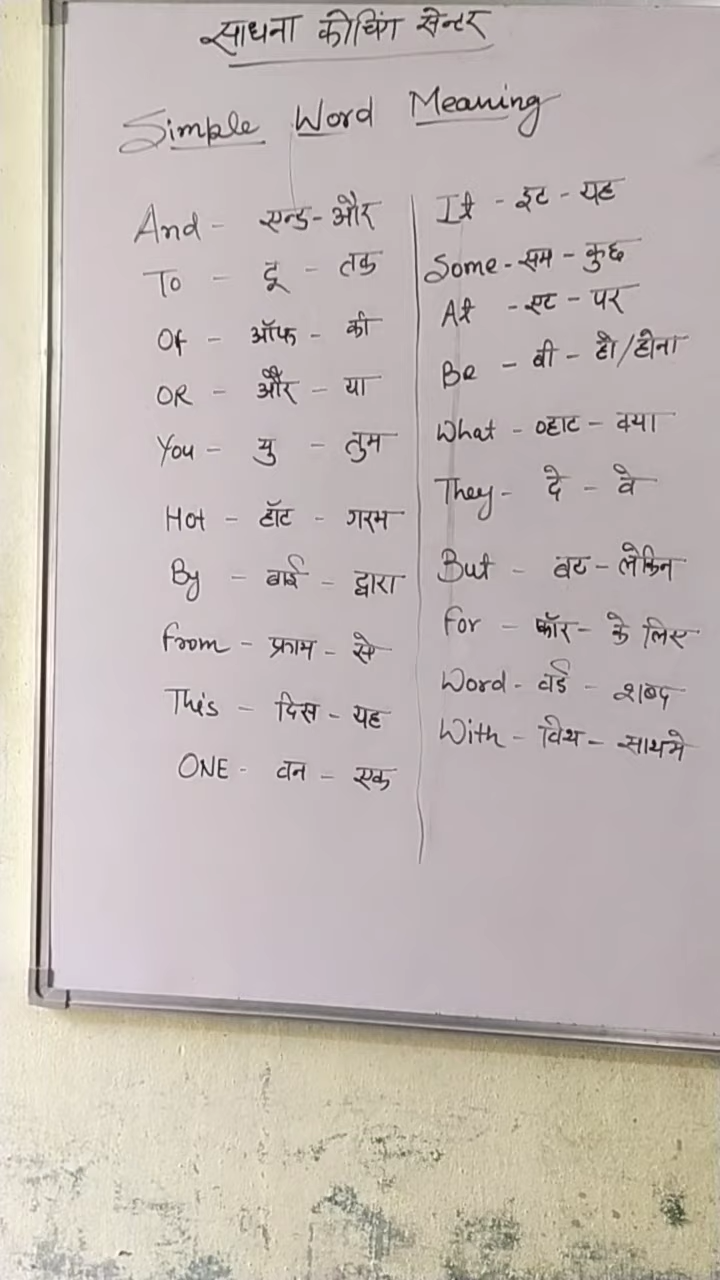 साधना कोचिंग सेन्टर
Simple Word Meaning
And - एन्ड - और
To - टू - तक
Of - ऑफ - की
OR - और - या
You - यु - तुम
Hot - हॉट - गरम
By - बाई - द्वारा
From - फ्राम - से
This - दिस - यह
ONE - वन - एक
It - इट - यह
Some - सम - कुछ
At - एट - पर
Be - बी - हो/होना
What - व्हाट - क्या
They - दे - वे
But - बट - लेकिन
For - फॉर - के लिए
Word - वर्ड - शब्द
With - विथ - साथमे